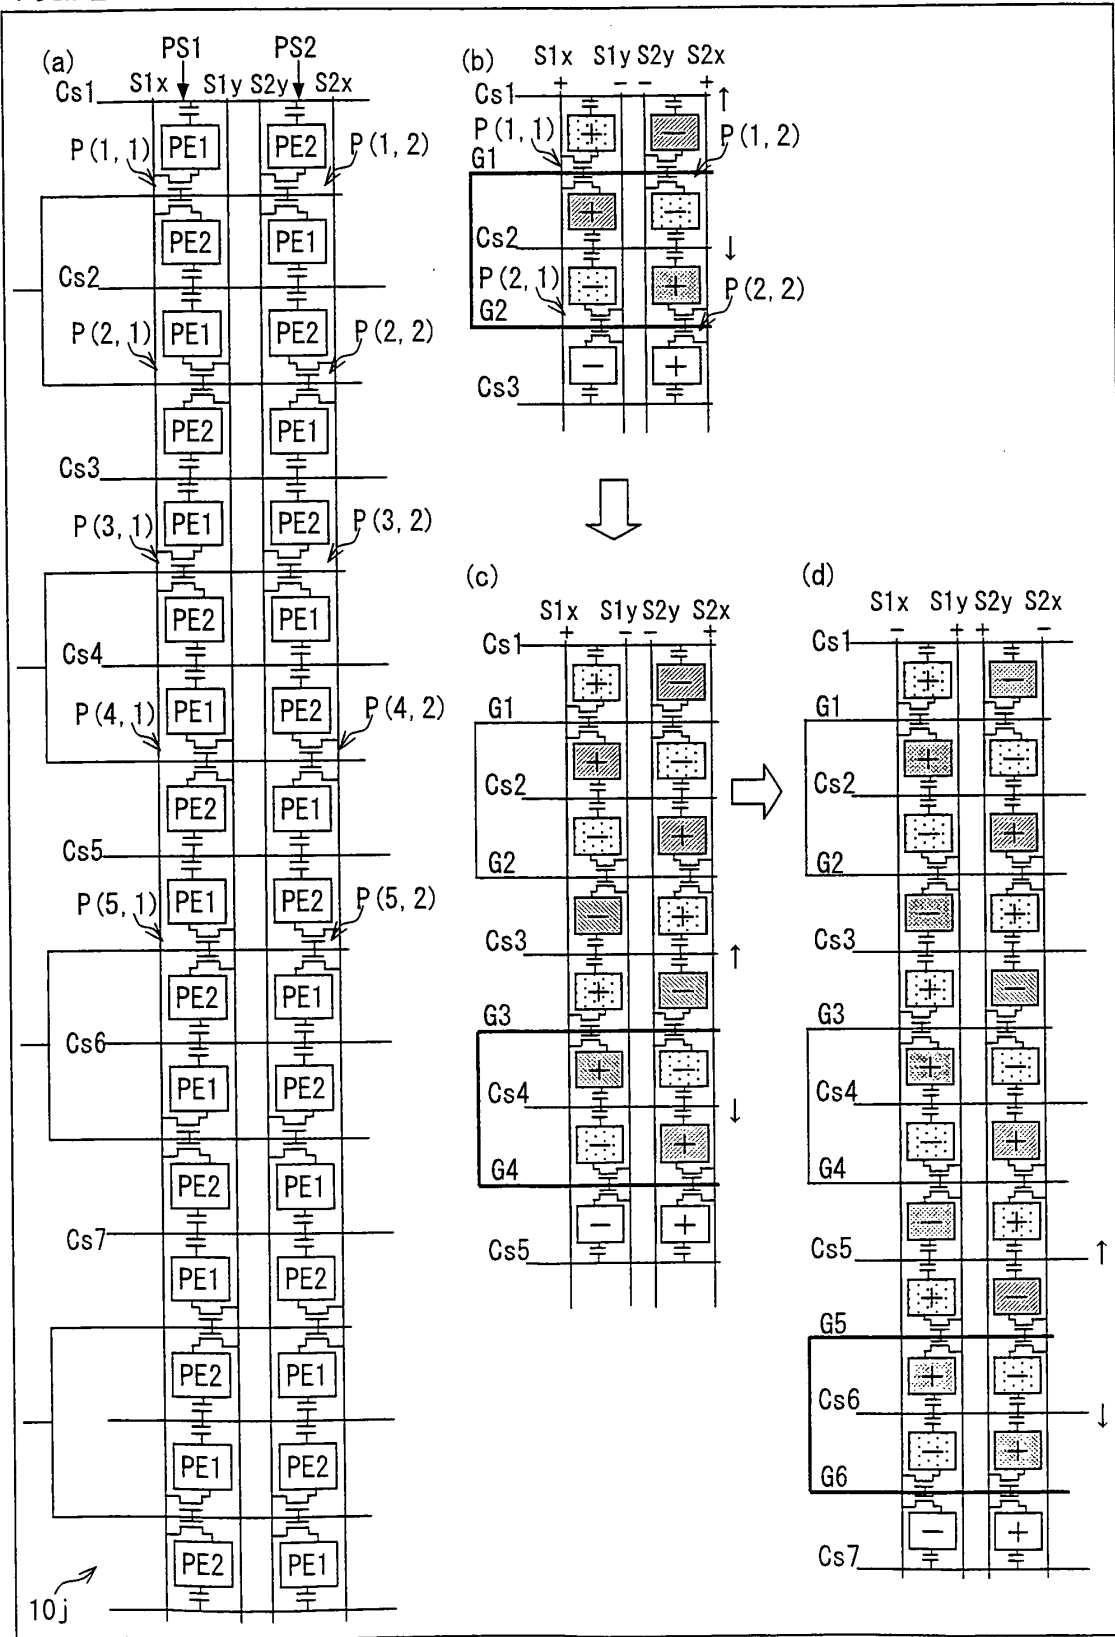 (a)
PS1 PS2
S1x S1y S2y S2x
Cs1
PE1 PE2
P(1, 1) P(1, 2)
PE2 PE1
Cs2
P(2, 1) PE1 PE2 P(2, 2)
PE2 PE1
Cs3
P(3, 1) PE1 PE2 P(3, 2)
PE2 PE1
Cs4
P(4, 1) PE1 PE2 P(4, 2)
PE2 PE1
Cs5
P(5, 1) PE1 PE2 P(5, 2)
PE2 PE1
Cs6
PE1 PE2
PE2 PE1
Cs7
PE1 PE2
PE2 PE1
PE1 PE2
PE2 PE1
10j
(b)
S1x S1y S2y S2x
+ - - +
Cs1 ↑
P(1, 1) + - P(1, 2)
G1
+ -
Cs2 ↓
P(2, 1) - + P(2, 2)
G2
- +
Cs3
(c)
S1x S1y S2y S2x
+ - - +
Cs1
+ -
G1
+ -
Cs2
- +
G2
- +
Cs3 ↑
+ -
G3
+ -
Cs4 ↓
- +
G4
- +
Cs5
(d)
S1x S1y S2y S2x
- + + -
Cs1
+ -
G1
+ -
Cs2
- +
G2
- +
Cs3
+ -
G3
+ -
Cs4
- +
G4
- +
Cs5 ↑
+ -
G5
+ -
Cs6 ↓
- +
G6
- +
Cs7